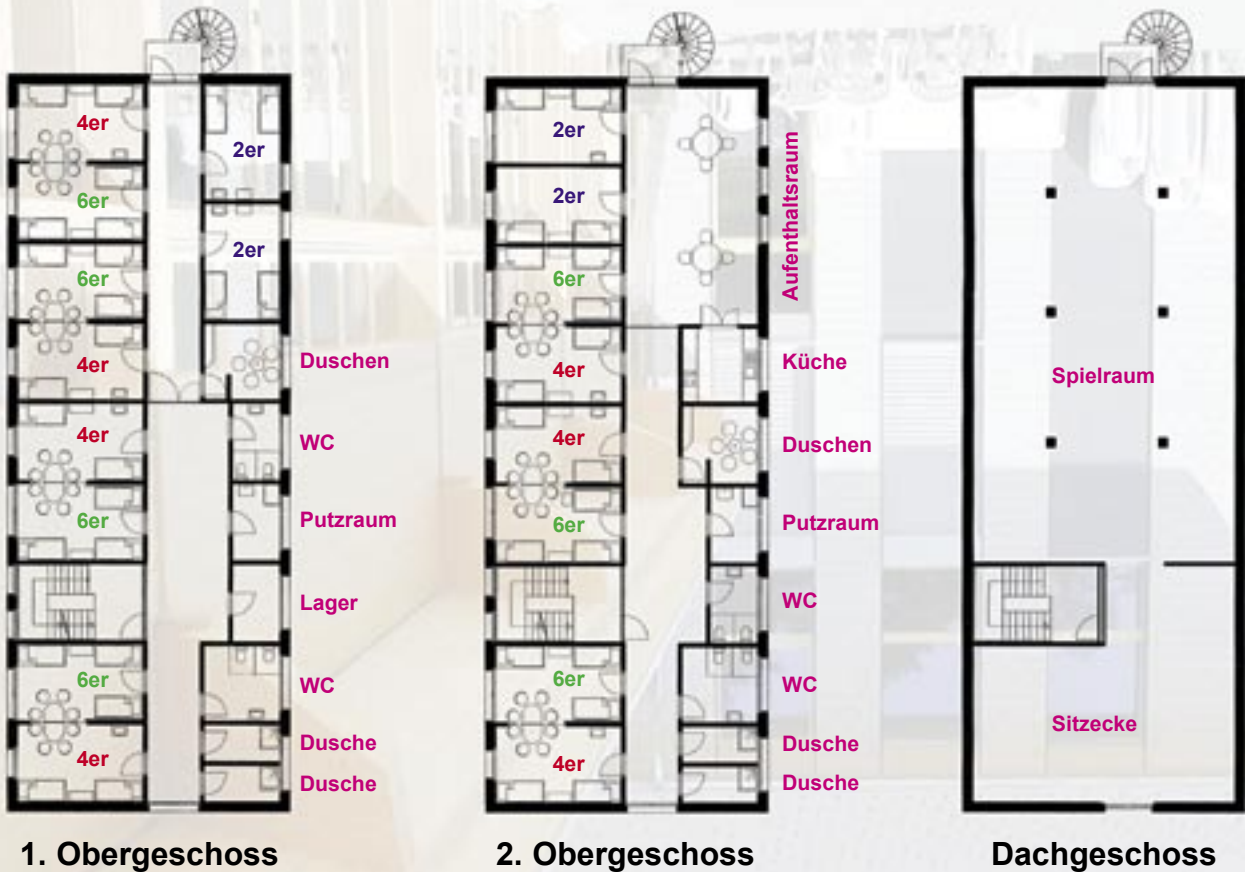 4er
2er
6er
6er
2er
4er
Duschen
4er
WC
6er
Putzraum
Lager
6er
WC
4er
Dusche
Dusche
1. Obergeschoss
2er
2er
Aufenthaltsraum
6er
4er
Küche
4er
Duschen
6er
Putzraum
WC
6er
WC
4er
Dusche
Dusche
2. Obergeschoss
Spielraum
Sitzecke
Dachgeschoss